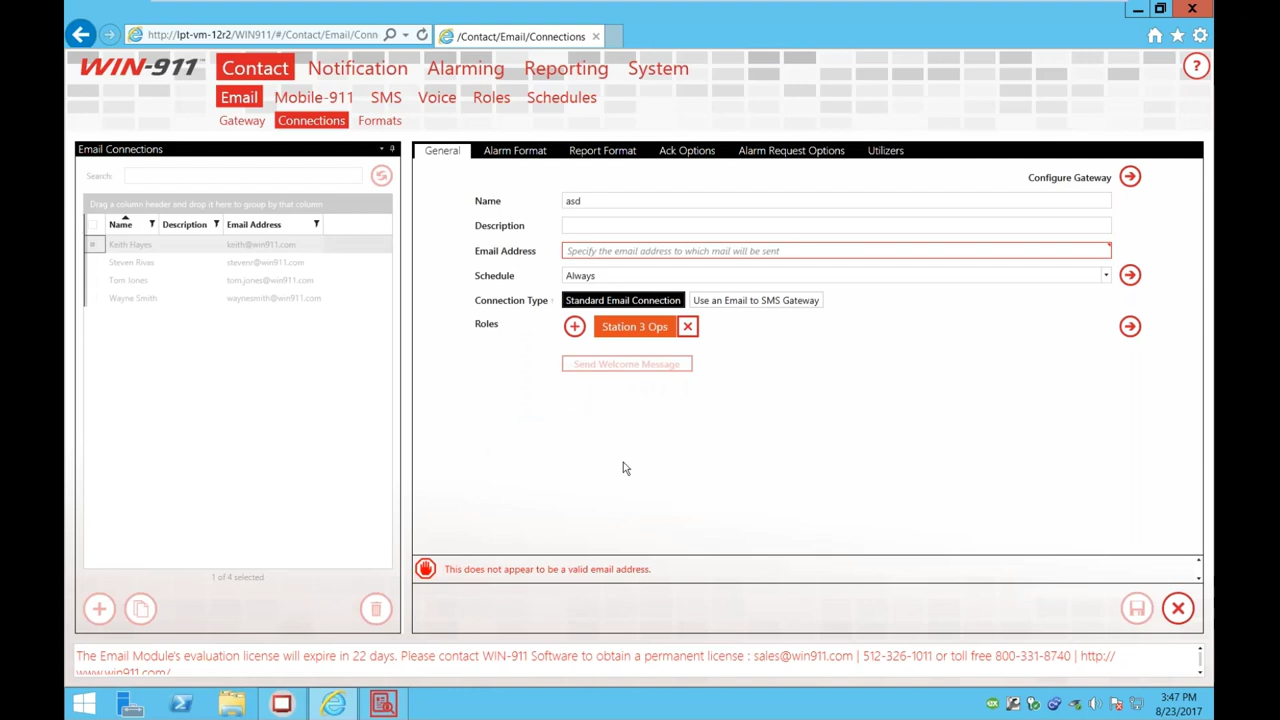 http://lpt-vm-12r2/WIN911/#/Contact/Email/Conn
/Contact/Email/Connections
WIN-911
Contact Notification Alarming Reporting System
Email Mobile-911 SMS Voice Roles Schedules
Gateway Connections Formats
?
Email Connections
Search:
Drag a column header and drop it here to group by that column
Name Description Email Address
Keith Hayes keith@win911.com
Steven Rivas stevenr@win911.com
Tom Jones tom.jones@win911.com
Wayne Smith waynesmith@win911.com
1 of 4 selected
General Alarm Format Report Format Ack Options Alarm Request Options Utilizers
Configure Gateway
Name asd
Description
Email Address Specify the email address to which mail will be sent
Schedule Always
Connection Type Standard Email Connection Use an Email to SMS Gateway
Roles Station 3 Ops
Send Welcome Message
This does not appear to be a valid email address.
The Email Module's evaluation license will expire in 22 days. Please contact WIN-911 Software to obtain a permanent license : sales@win911.com | 512-326-1011 or toll free 800-331-8740 | http://
www.win911.com/
3:47 PM
8/23/2017